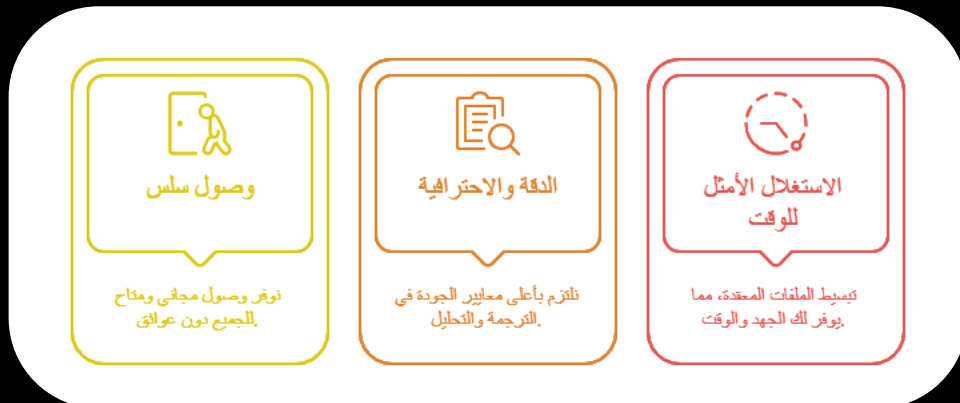 الاستغلال الأمثل
للوقت
تبسيط الملفات المعقدة، مما
يوفر لك الجهد والوقت.
الدقة والاحترافية
نلتزم بأعلى معايير الجودة في
الترجمة والتحليل.
وصول سلس
نوفر وصول مجاني ومتاح
للجميع دون عوائق.